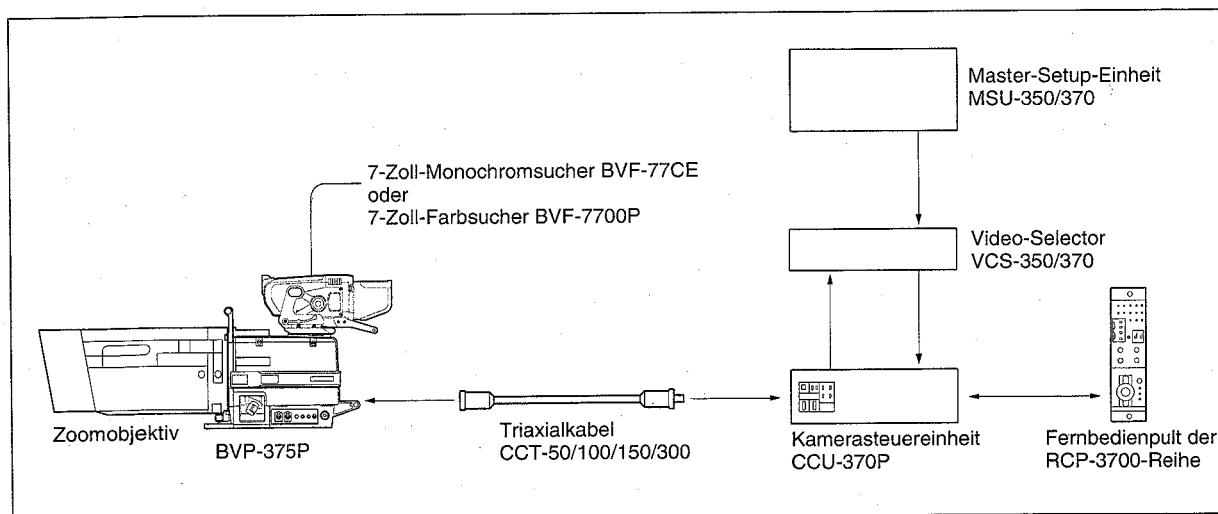 Master-Setup-Einheit
MSU-350/370
7-Zoll-Monochromsucher BVF-77CE
oder
7-Zoll-Farbsucher BVF-7700P
Video-Selector
VCS-350/370
Zoomobjektiv
BVP-375P
Triaxialkabel
CCT-50/100/150/300
Kamerasteuereinheit
CCU-370P
Fernbedienpult der
RCP-3700-Reihe